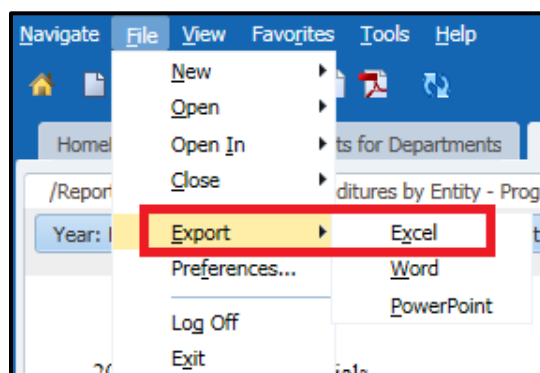 Navigate File View Favorites Tools Help
New
Open
Home ts for Departments
Open In
Close
/Report ditures by Entity - Prog
Year:
Export Excel
Preferences... Word
PowerPoint
Log Off
Exit